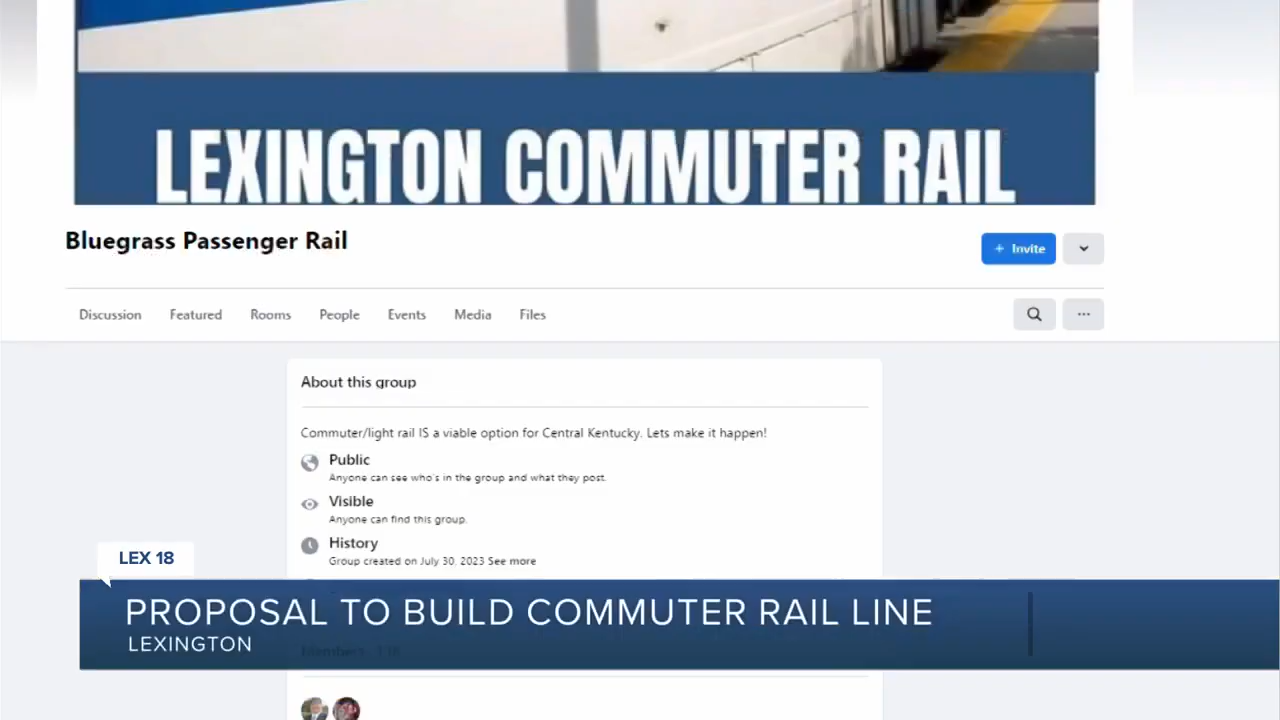 LEXINGTON COMMUTER RAIL
Bluegrass Passenger Rail
+ Invite
Discussion Featured Rooms People Events Media Files
About this group
Commuter/light rail IS a viable option for Central Kentucky. Lets make it happen!
Public
Anyone can see who's in the group and what they post.
Visible
Anyone can find this group.
History
Group created on July 30, 2023 See more
LEX 18
PROPOSAL TO BUILD COMMUTER RAIL LINE
LEXINGTON
Members